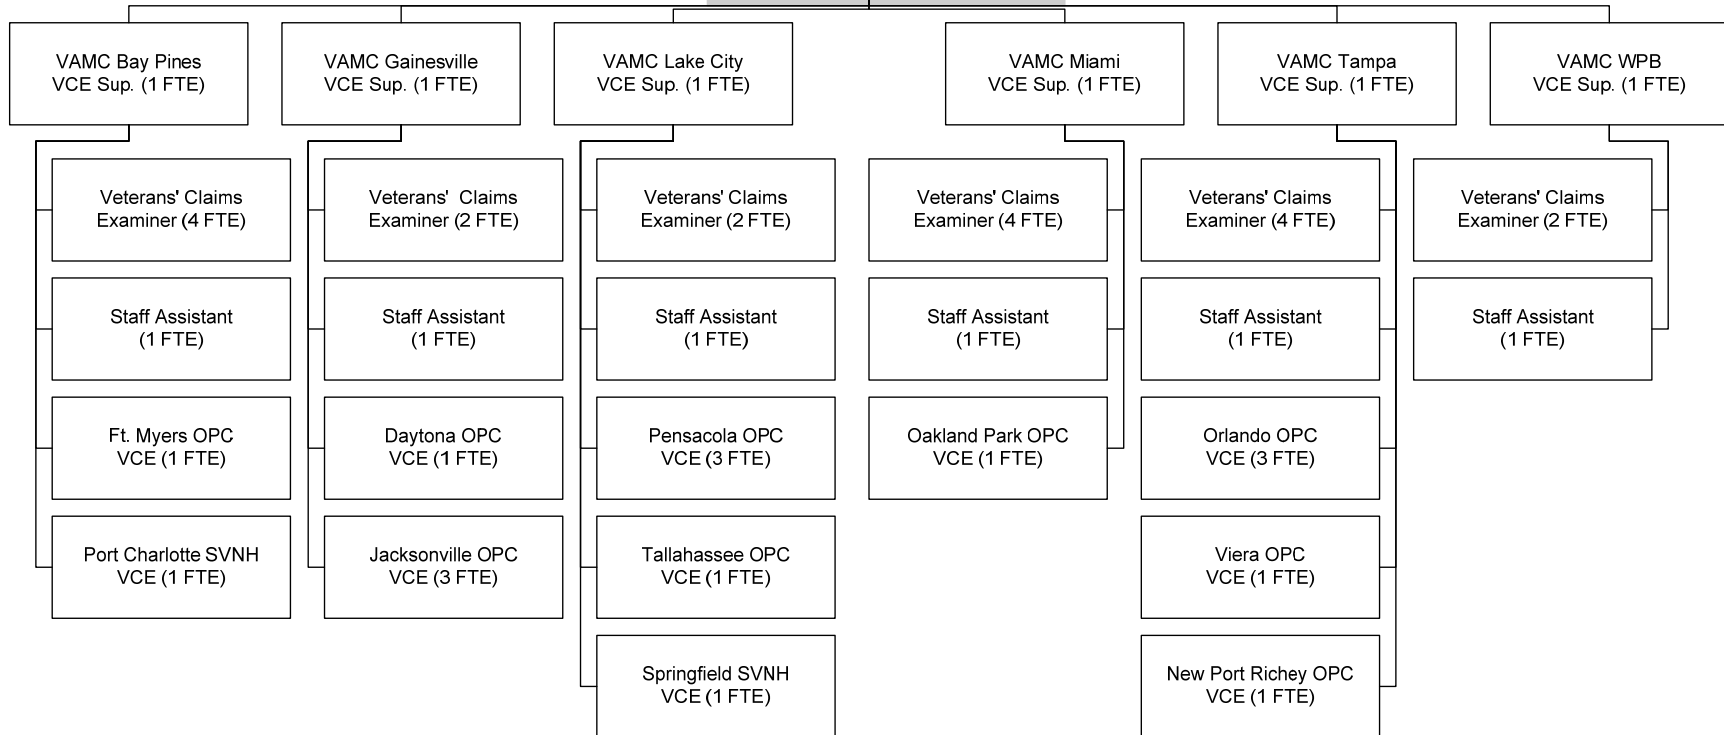 VAMC Bay Pines
VCE Sup. (1 FTE)
VAMC Gainesville
VCE Sup. (1 FTE)
VAMC Lake City
VCE Sup. (1 FTE)
VAMC Miami
VCE Sup. (1 FTE)
VAMC Tampa
VCE Sup. (1 FTE)
VAMC WPB
VCE Sup. (1 FTE)
Veterans' Claims
Examiner (4 FTE)
Veterans' Claims
Examiner (2 FTE)
Veterans' Claims
Examiner (2 FTE)
Veterans' Claims
Examiner (4 FTE)
Veterans' Claims
Examiner (4 FTE)
Veterans' Claims
Examiner (2 FTE)
Staff Assistant
(1 FTE)
Staff Assistant
(1 FTE)
Staff Assistant
(1 FTE)
Staff Assistant
(1 FTE)
Staff Assistant
(1 FTE)
Staff Assistant
(1 FTE)
Ft. Myers OPC
VCE (1 FTE)
Daytona OPC
VCE (1 FTE)
Pensacola OPC
VCE (3 FTE)
Oakland Park OPC
VCE (1 FTE)
Orlando OPC
VCE (3 FTE)
Port Charlotte SVNH
VCE (1 FTE)
Jacksonville OPC
VCE (3 FTE)
Tallahassee OPC
VCE (1 FTE)
Viera OPC
VCE (1 FTE)
Springfield SVNH
VCE (1 FTE)
New Port Richey OPC
VCE (1 FTE)